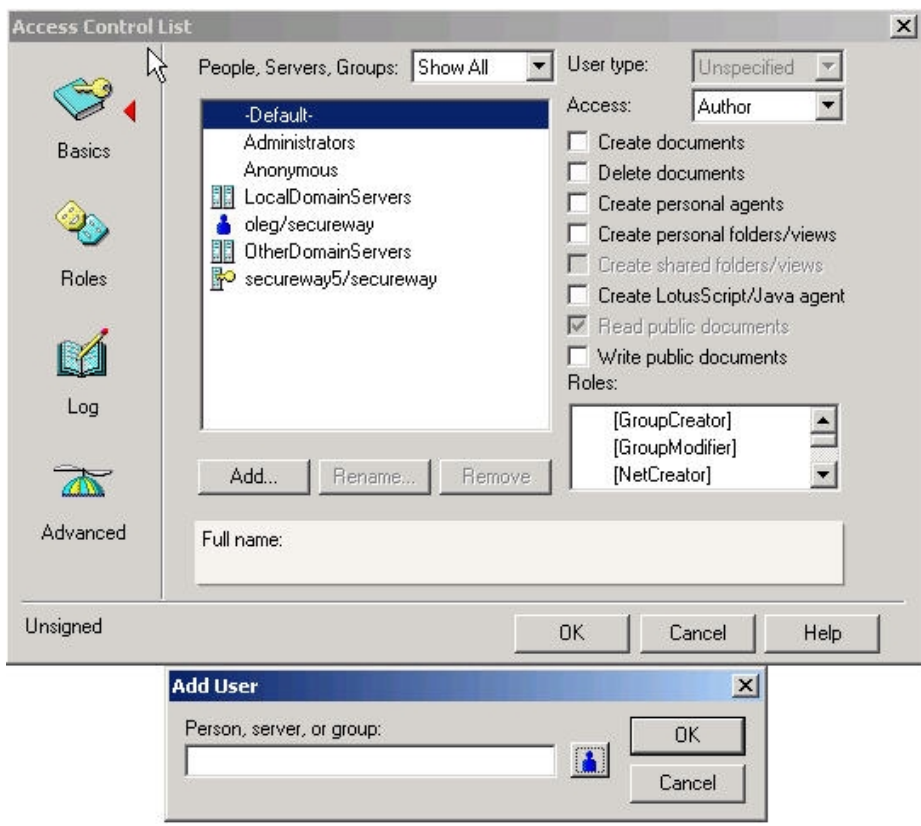 Access Control List
People, Servers, Groups: Show All
User type: Unspecified
Access: Author
Basics
Roles
Log
Advanced
-Default-
Administrators
Anonymous
LocalDomainServers
oleg/secureway
OtherDomainServers
secureway5/secureway
Create documents
Delete documents
Create personal agents
Create personal folders/views
Create shared folders/views
Create LotusScript/Java agent
Read public documents
Write public documents
Roles:
[GroupCreator]
[GroupModifier]
[NetCreator]
Add... Rename... Remove
Full name:
Unsigned
OK Cancel Help
Add User
Person, server, or group:
OK
Cancel